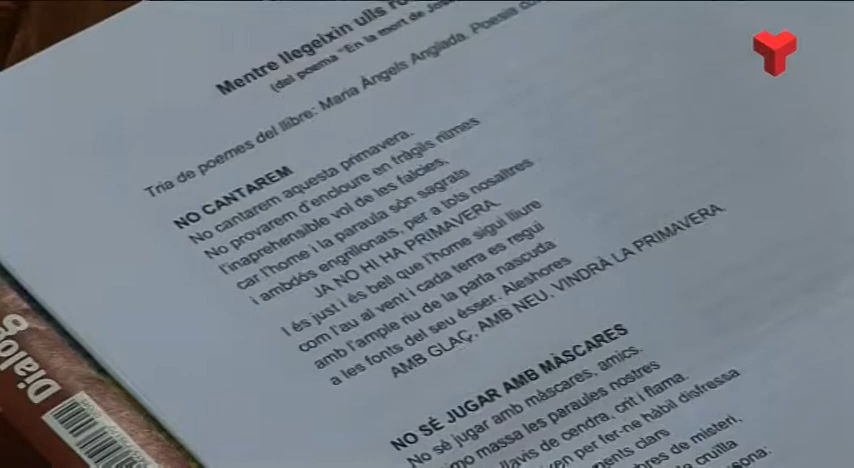 Mentre llegeixin ulls
(del poema "En la mort de
Tria de poemes del llibre: Maria Àngels Anglada. Poesia
NO CANTAREM
No cantarem aquesta primavera.
No provarem d'encloure en fràgils ritmes
l'inaprehensible vol de les falcies,
car l'home i la paraula són sagrats
i ambdós engrillonats, per a tots nosaltres
JA NO HI HA PRIMAVERA.
I és just i és bell que l'home sigui lliure
com l'au al vent i cada terra es regui
amb l'ample riu de la parla nascuda
a les fonts del seu ésser. Aleshores
AMB GLAÇ, AMB NEU, VINDRÀ LA PRIMAVERA
NO SÉ JUGAR AMB MÀSCARES
No sé jugar amb màscares, amics.
massa les paraules nostres
de cendra, crit i flama.
per fer-ne hàbil disfressa
clars
de misteri,
cruïlla
Dialog